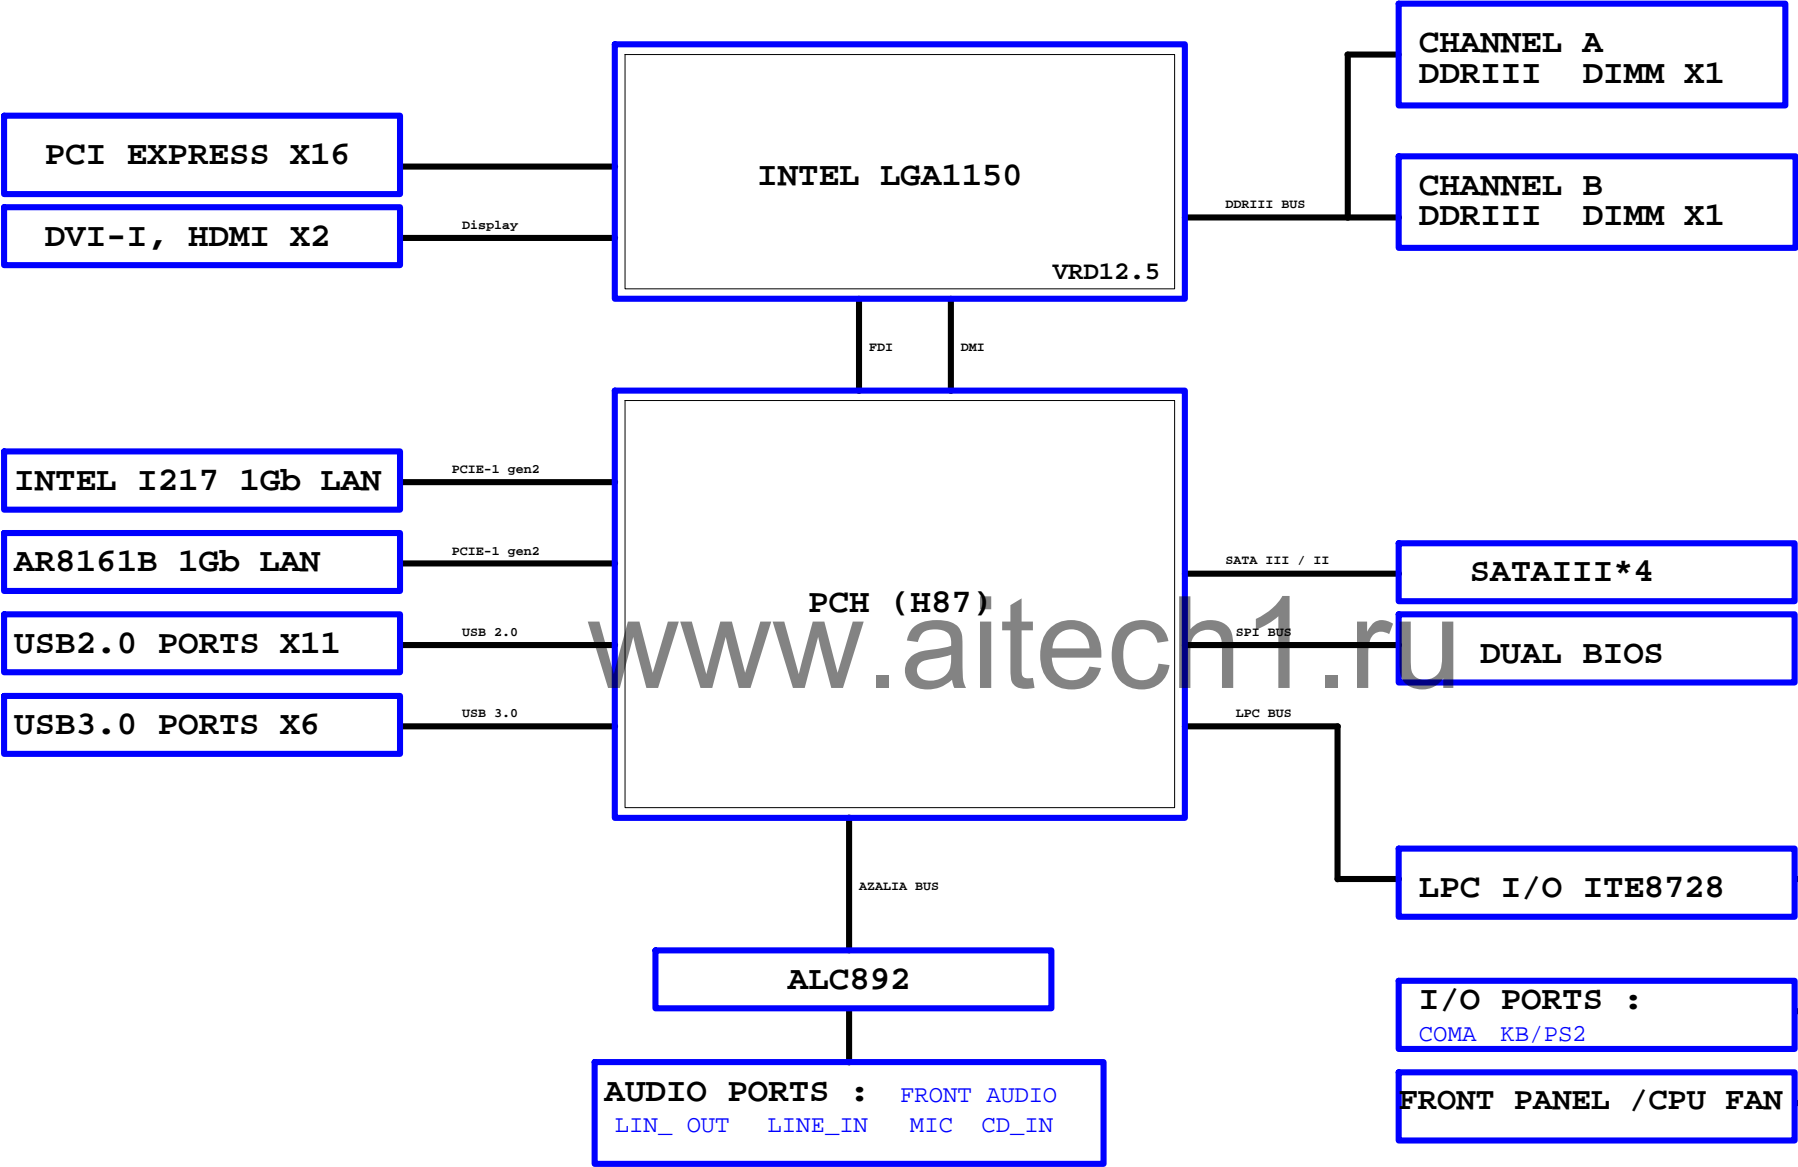 CHANNEL A
DDRIII DIMM X1
PCI EXPRESS X16
INTEL LGA1150
CHANNEL B
DDRIII DIMM X1
DDRIII BUS
DVI-I, HDMI X2
Display
VRD12.5
FDI
DMI
INTEL I217 1Gb LAN
PCIE-1 gen2
AR8161B 1Gb LAN
PCIE-1 gen2
SATA III / II
SATAIII*4
PCH (H87)
USB2.0 PORTS X11
USB 2.0
SPI BUS
DUAL BIOS
www.aitech1.ru
USB3.0 PORTS X6
USB 3.0
LPC BUS
AZALIA BUS
LPC I/O ITE8728
ALC892
I/O PORTS :
COMA KB/PS2
AUDIO PORTS : FRONT AUDIO
LIN_ OUT LINE_IN MIC CD_IN
FRONT PANEL /CPU FAN